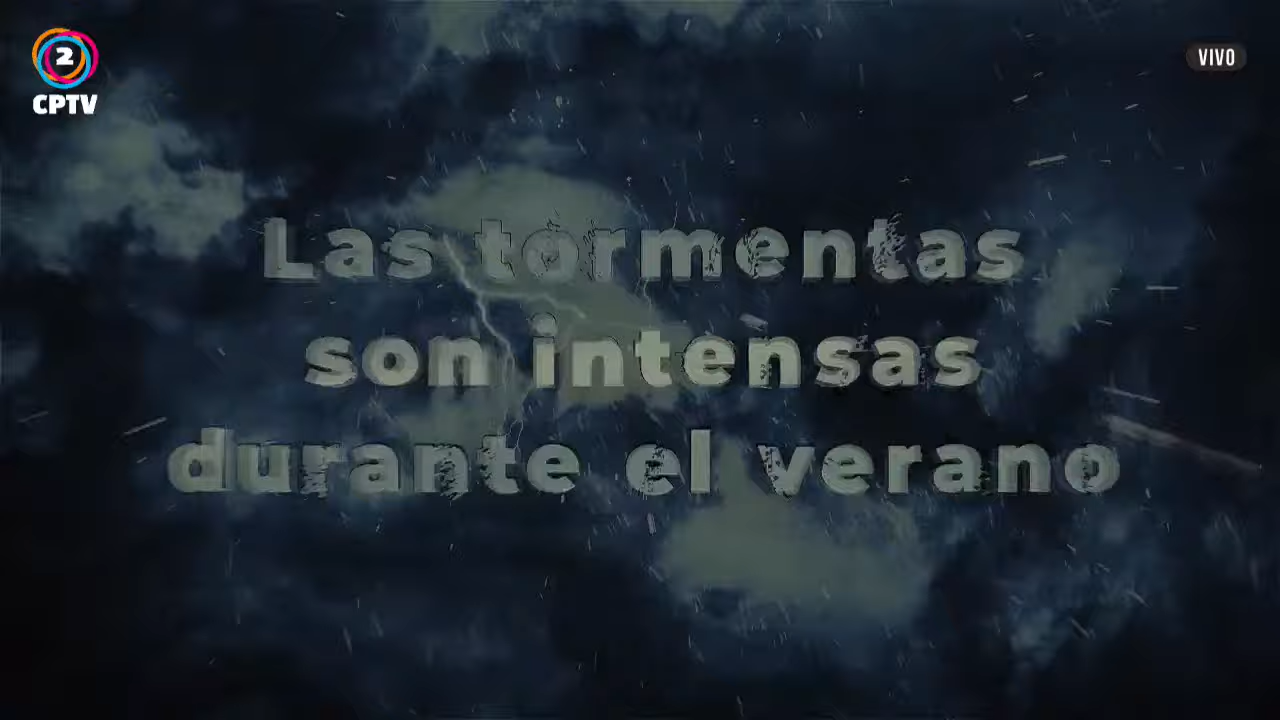 2
CPTV
VIVO
Las tormentas
son intensas
durante el verano